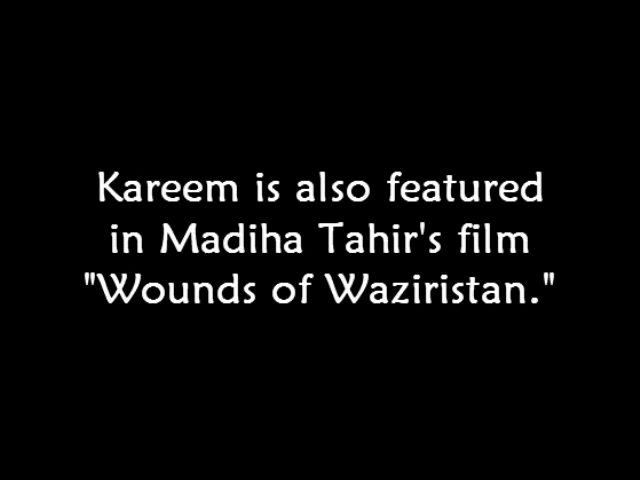 Kareem is also featured
in Madiha Tahir's film
"Wounds of Waziristan."